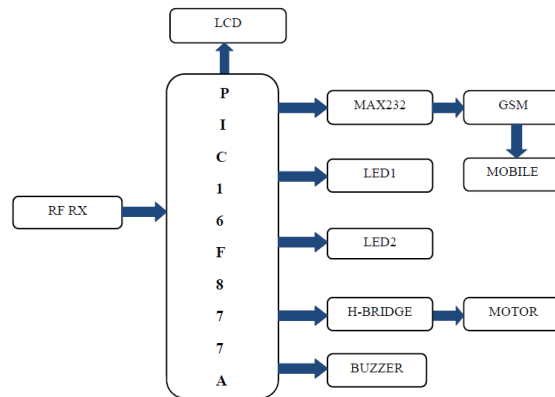 LCD
P
I
C
1
6
F
8
7
7
A
MAX232
GSM
MOBILE
LED1
RF RX
LED2
H-BRIDGE
MOTOR
BUZZER